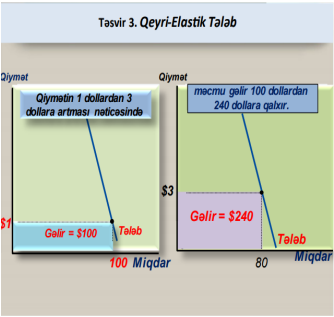 Təsvir 3. Qeyri-Elastik Tələb
Qiymət
Qiymətin 1 dollardan 3
dollara artması nəticəsində
$1
Gəlir = $100
Tələb
100 Miqdar
Qiymət
məcmu gəlir 100 dollardan
240 dollara qalxır.
$3
Gəlir = $240
Tələb
Miqdar
80